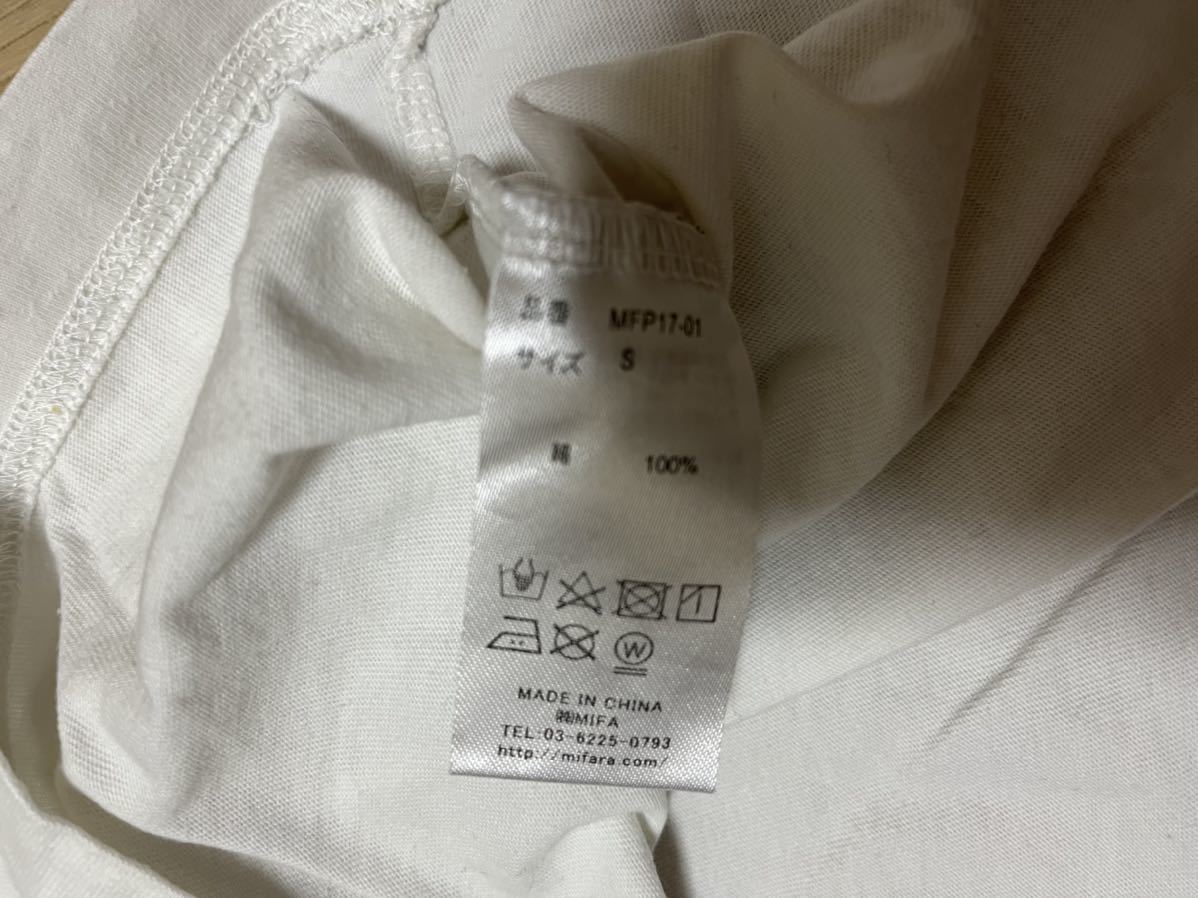 品番 MFP17-01
サイズ S
綿 100%
W
MADE IN CHINA
㈱MIFA
TEL:03-6225-0793
http://mifara.com/